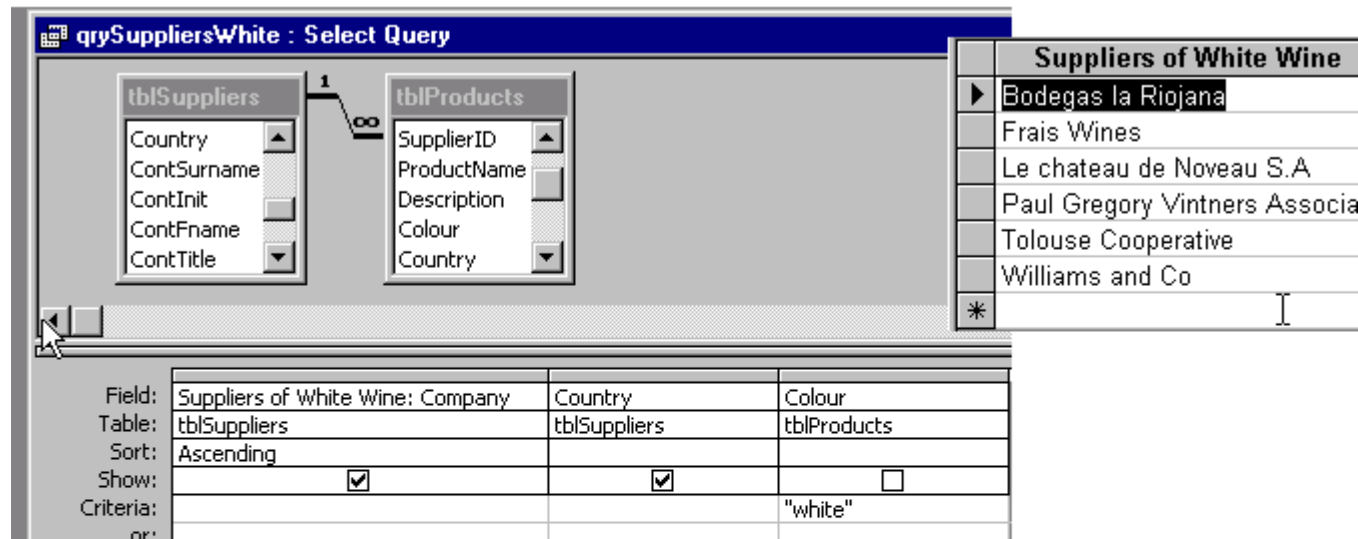 qrySuppliersWhite : Select Query
tblSuppliers
Country
ContSurname
ContInit
ContFname
ContTitle
1
∞
tblProducts
SupplierID
ProductName
Description
Colour
Country
Suppliers of White Wine
Bodegas la Riojana
Frais Wines
Le chateau de Noveau S.A
Paul Gregory Vintners Associa
Tolouse Cooperative
Williams and Co
Field: Suppliers of White Wine: Company Country Colour
Table: tblSuppliers tblSuppliers tblProducts
Sort: Ascending
Show:
Criteria: "white"
or: